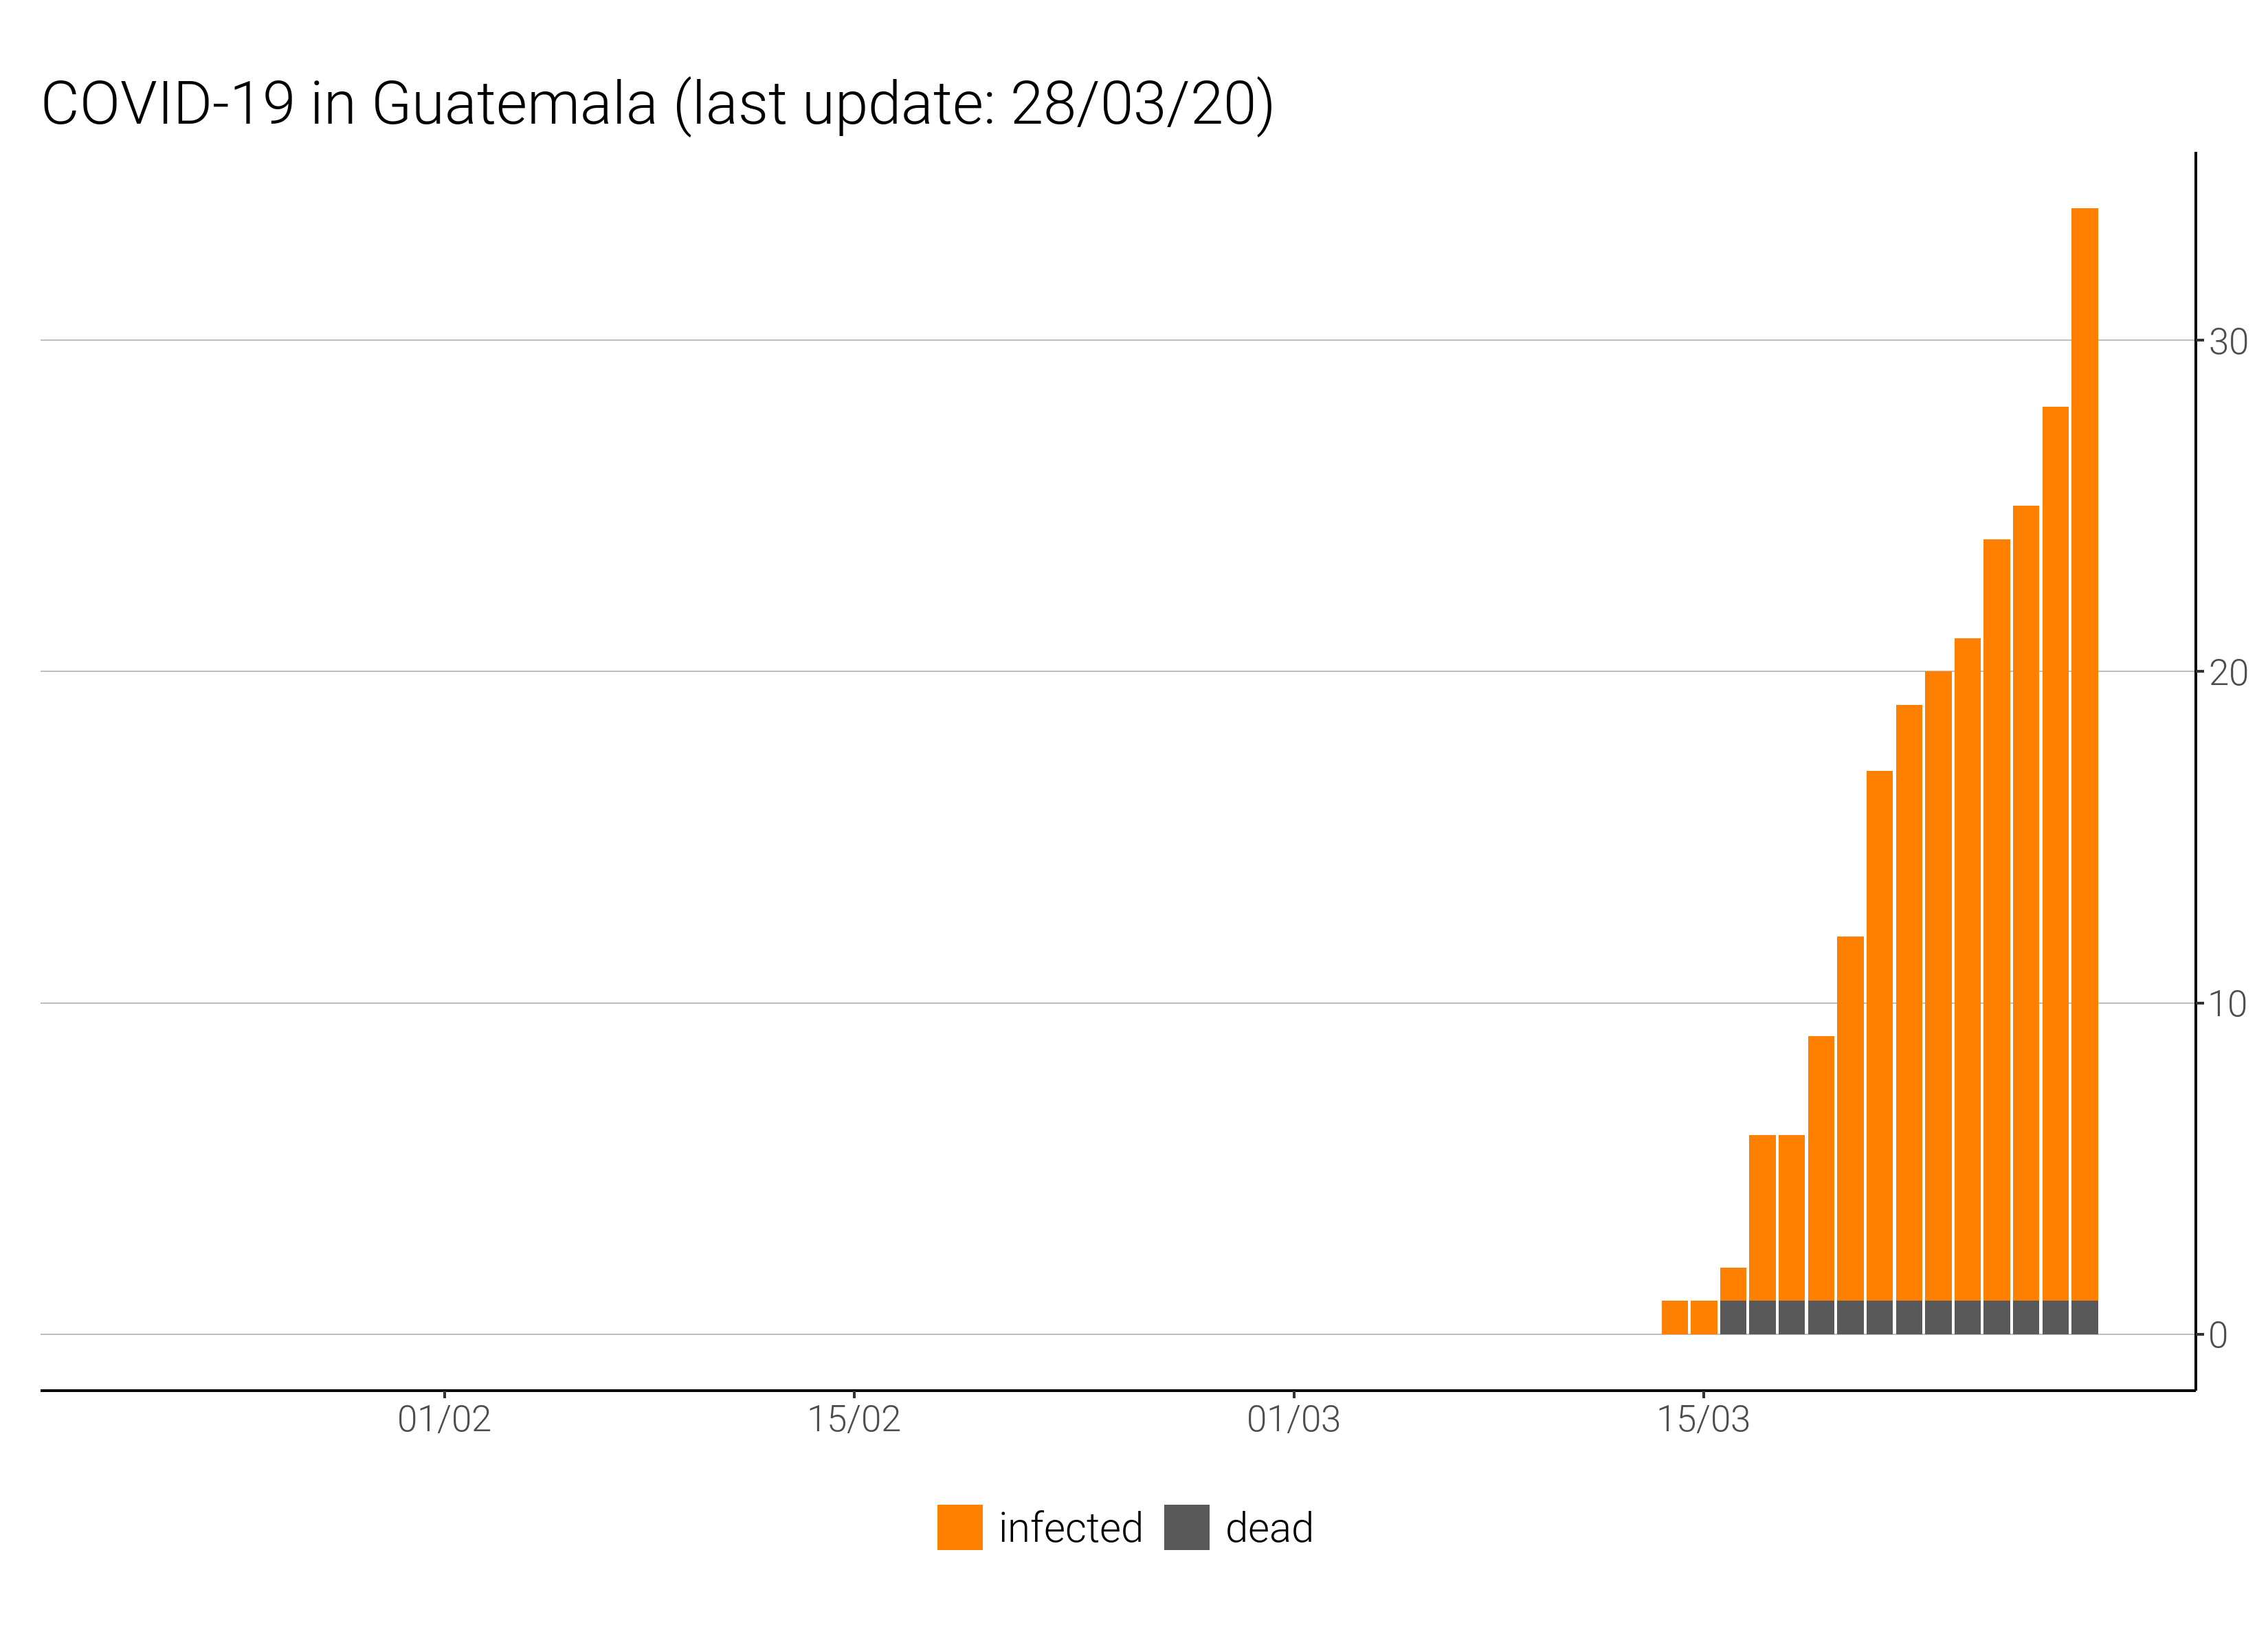 COVID-19 in Guatemala (last update: 28/03/20)
30
20
10
0
01/02 15/02 01/03 15/03
infected dead